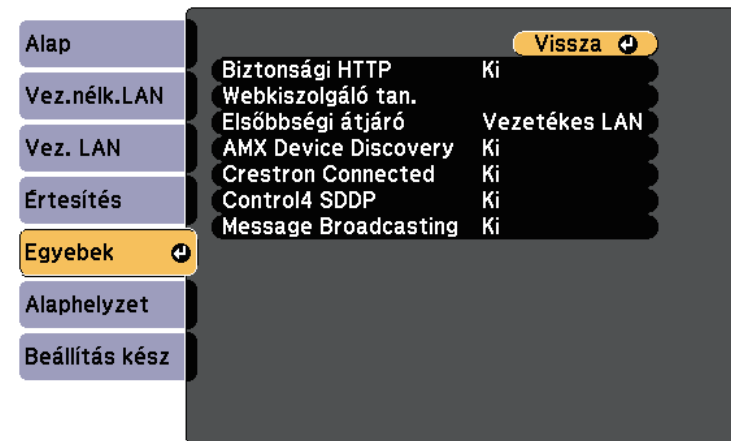 Alap
Vez.nélk.LAN
Vez. LAN
Értesítés
Egyebek
Alaphelyzet
Beállítás kész
Vissza
Biztonsági HTTP Ki
Webkiszolgáló tan.
Elsőbbségi átjáró Vezetékes LAN
AMX Device Discovery Ki
Crestron Connected Ki
Control4 SDDP Ki
Message Broadcasting Ki